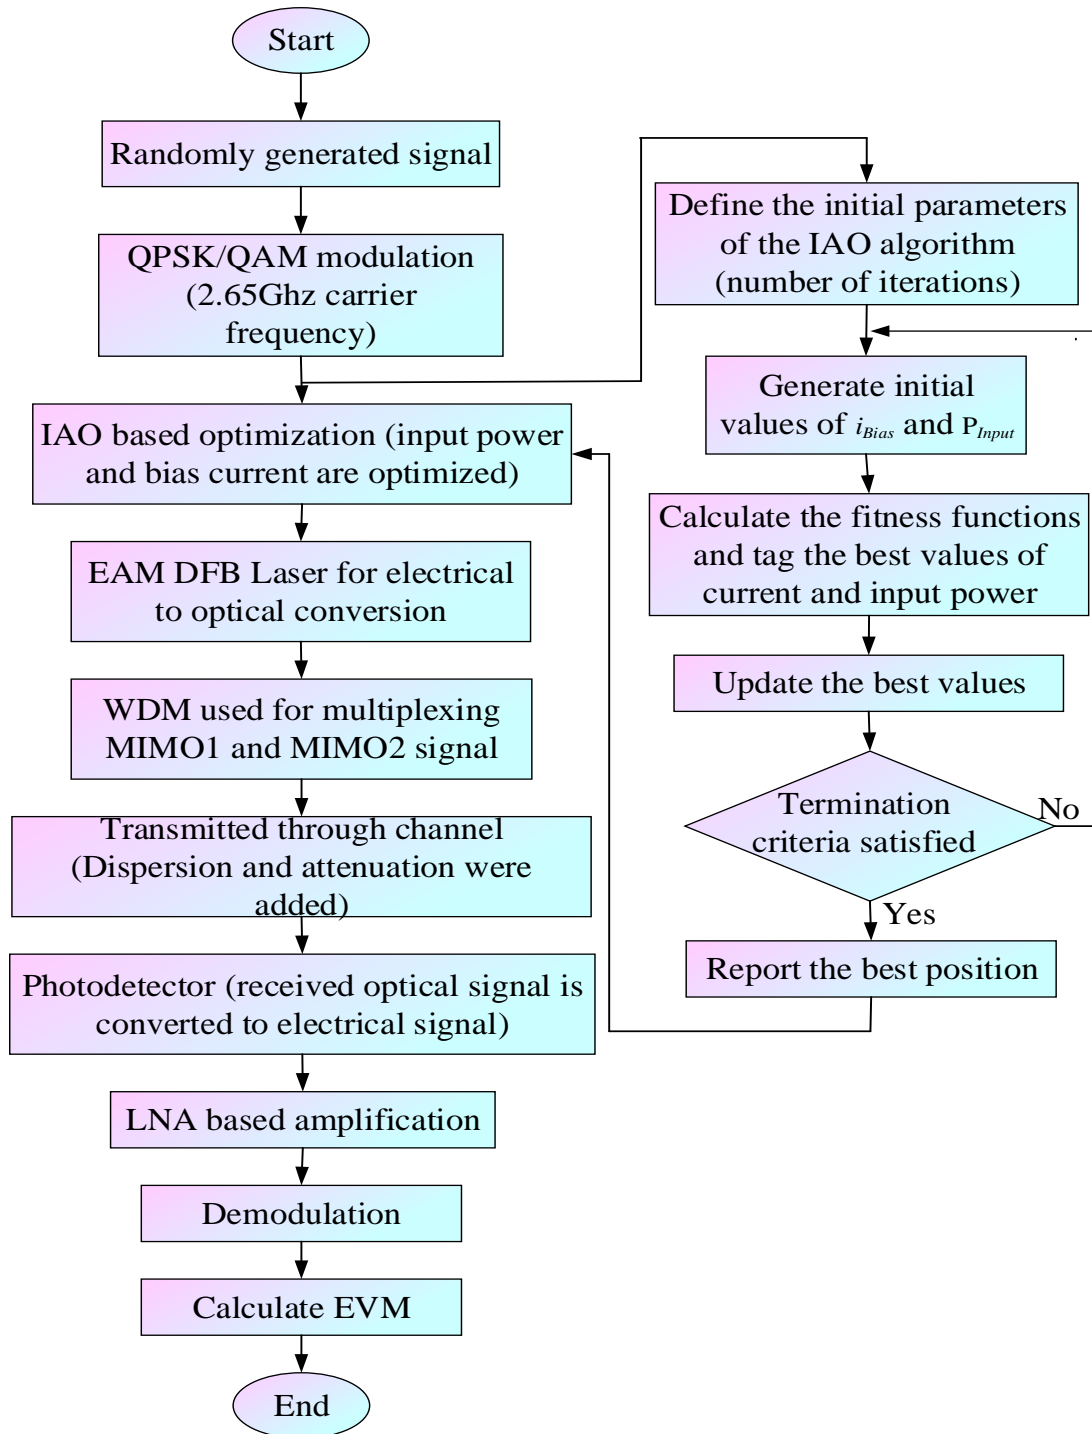 Start
Randomly generated signal
QPSK/QAM modulation
(2.65Ghz carrier
frequency)
IAO based optimization (input power
and bias current are optimized)
EAM DFB Laser for electrical
to optical conversion
WDM used for multiplexing
MIMO1 and MIMO2 signal
Transmitted through channel
(Dispersion and attenuation were
added)
Photodetector (received optical signal is
converted to electrical signal)
LNA based amplification
Demodulation
Calculate EVM
End
Define the initial parameters
of the IAO algorithm
(number of iterations)
Generate initial
values of iBias and PInput
Calculate the fitness functions
and tag the best values of
current and input power
Update the best values
Termination
criteria satisfied
No
Yes
Report the best position